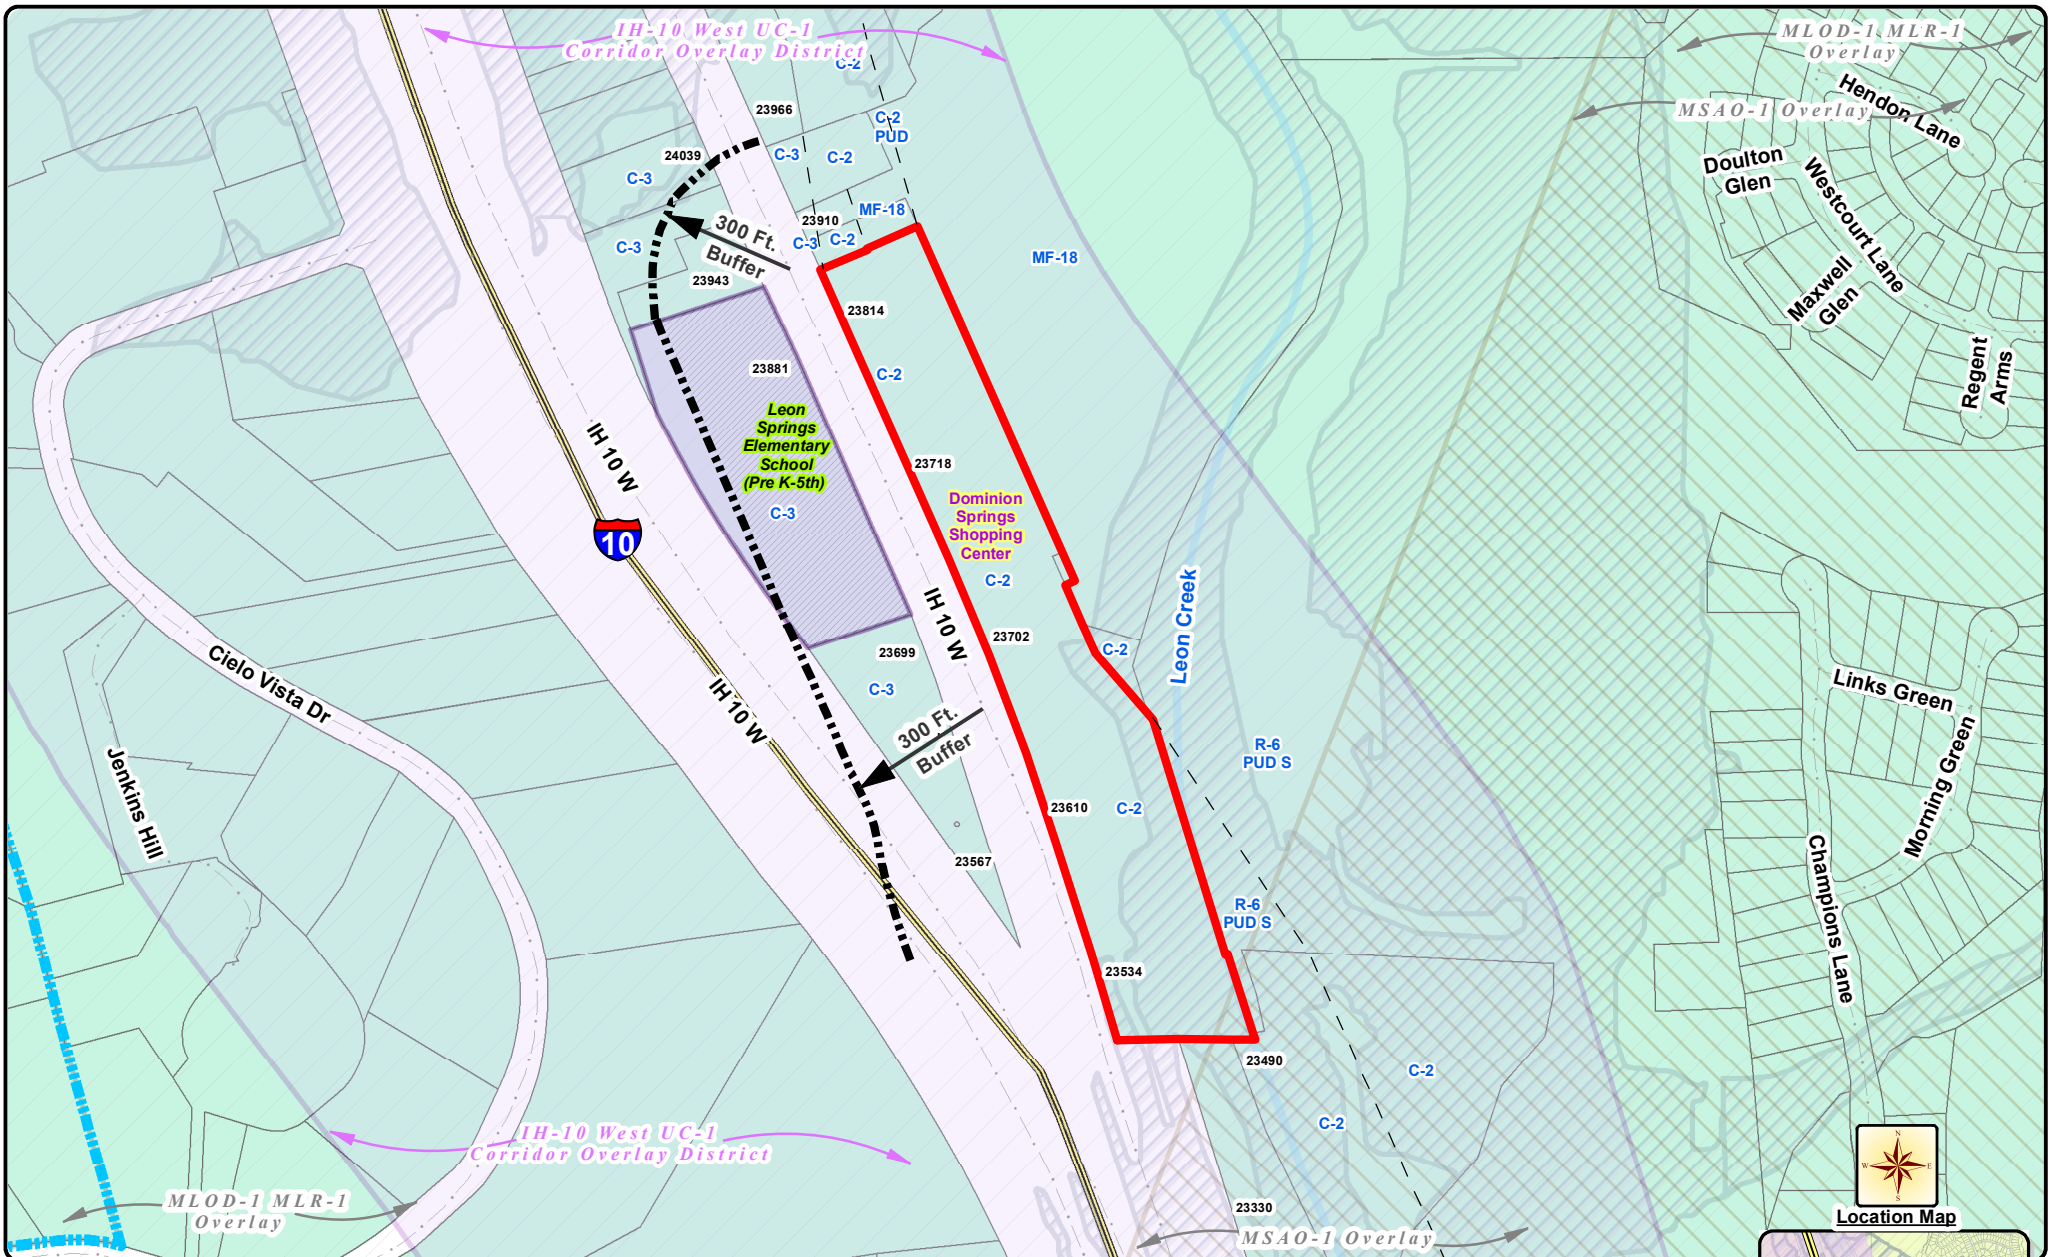 IH-10 West UC-1
Corridor Overlay District
MLOD-1 MLR-1
Overlay
C-2
MSAO-1 Overlay
Hendon Lane
23966
C-2
PUD
24039
C-3
C-2
C-3
Doulton
Glen
Westcourt Lane
MF-18
23910
300 Ft.
Buffer
C-3
C-3
C-2
MF-18
Maxwell
Glen
23943
23814
Regent
Arms
23881
C-2
Leon
Springs
Elementary
School
(Pre K-5th)
IH 10 W
23718
Dominion
Springs
Shopping
Center
C-3
10
C-2
IH 10 W
Leon Creek
23702
23699
C-2
C-3
Cielo Vista Dr
IH 10 W
300 Ft.
Buffer
Links Green
R-6
PUD S
Morning Green
Jenkins Hill
23610
C-2
23567
Champions Lane
R-6
PUD S
23534
23490
C-2
C-2
IH-10 West UC-1
Corridor Overlay District
N
W
E
S
MLOD-1 MLR-1
Overlay
23330
Location Map
MSAO-1 Overlay